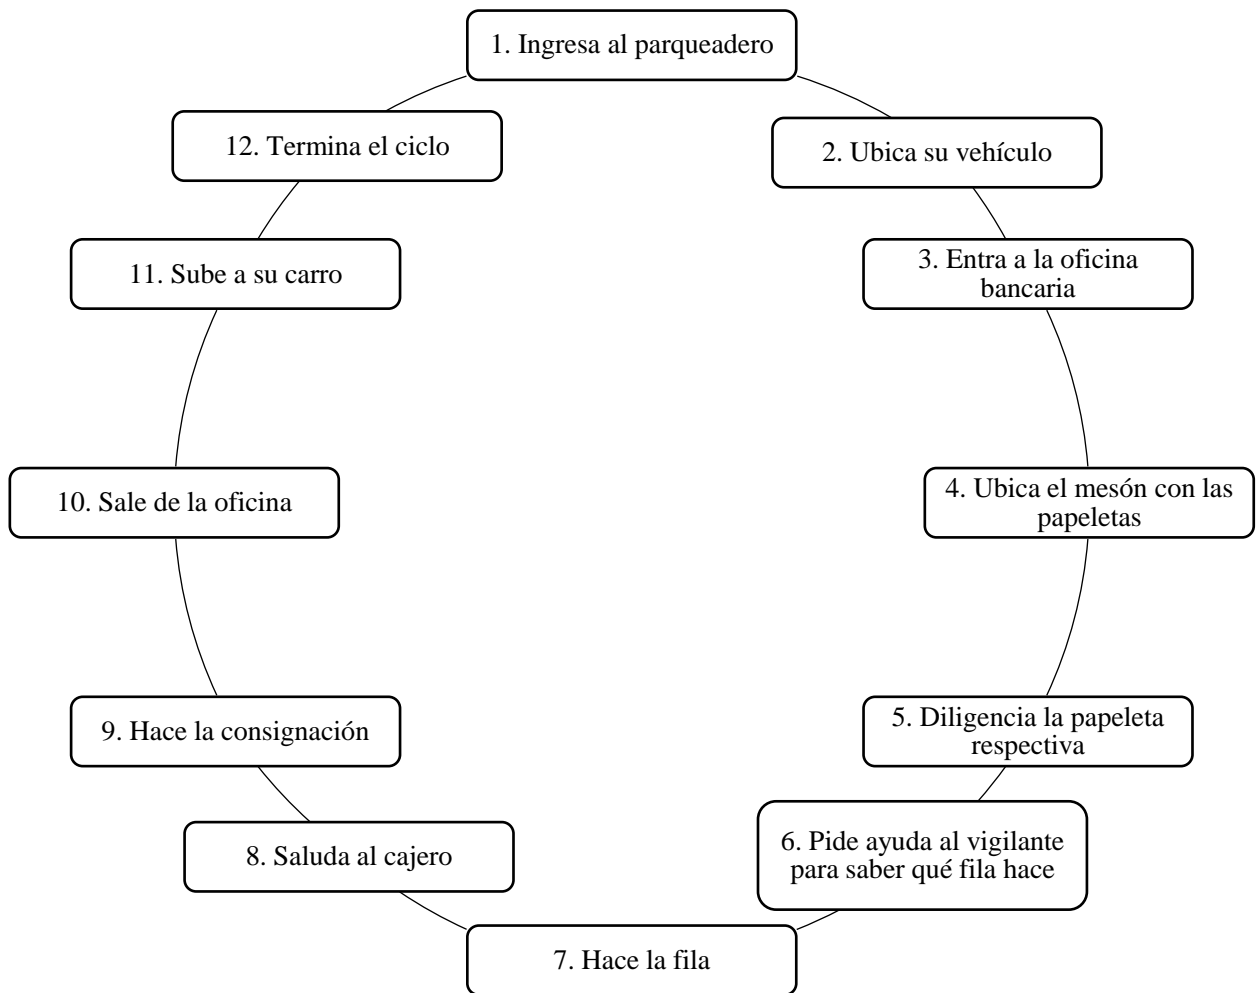 1. Ingresa al parqueadero
2. Ubica su vehículo
3. Entra a la oficina
bancaria
4. Ubica el mesón con las
papeletas
5. Diligencia la papeleta
respectiva
6. Pide ayuda al vigilante
para saber qué fila hace
7. Hace la fila
8. Saluda al cajero
9. Hace la consignación
10. Sale de la oficina
11. Sube a su carro
12. Termina el ciclo